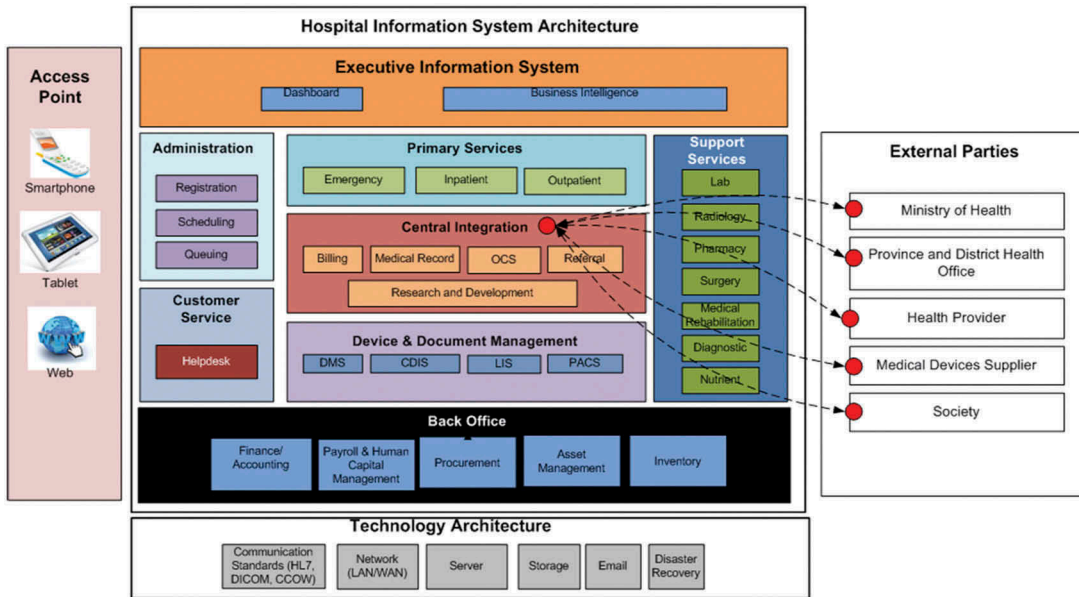 Hospital Information System Architecture
Access
Point
Smartphone
Tablet
Web
Executive Information System
Dashboard
Business Intelligence
Administration
Registration
Scheduling
Queuing
Customer
Service
Helpdesk
Primary Services
Emergency
Inpatient
Outpatient
Central Integration
Billing
Medical Record
OCS
Referral
Research and Development
Device & Document Management
DMS
CDIS
LIS
PACS
Support
Services
Lab
Radiology
Pharmacy
Surgery
Medical
Rehabilitation
Diagnostic
Nutrient
Back Office
Finance/
Accounting
Payroll & Human
Capital
Management
Procurement
Asset
Management
Inventory
External Parties
Ministry of Health
Province and District Health
Office
Health Provider
Medical Devices Supplier
Society
Technology Architecture
Communication
Standards (HL7,
DICOM, CCOW)
Network
(LAN/WAN)
Server
Storage
Email
Disaster
Recovery